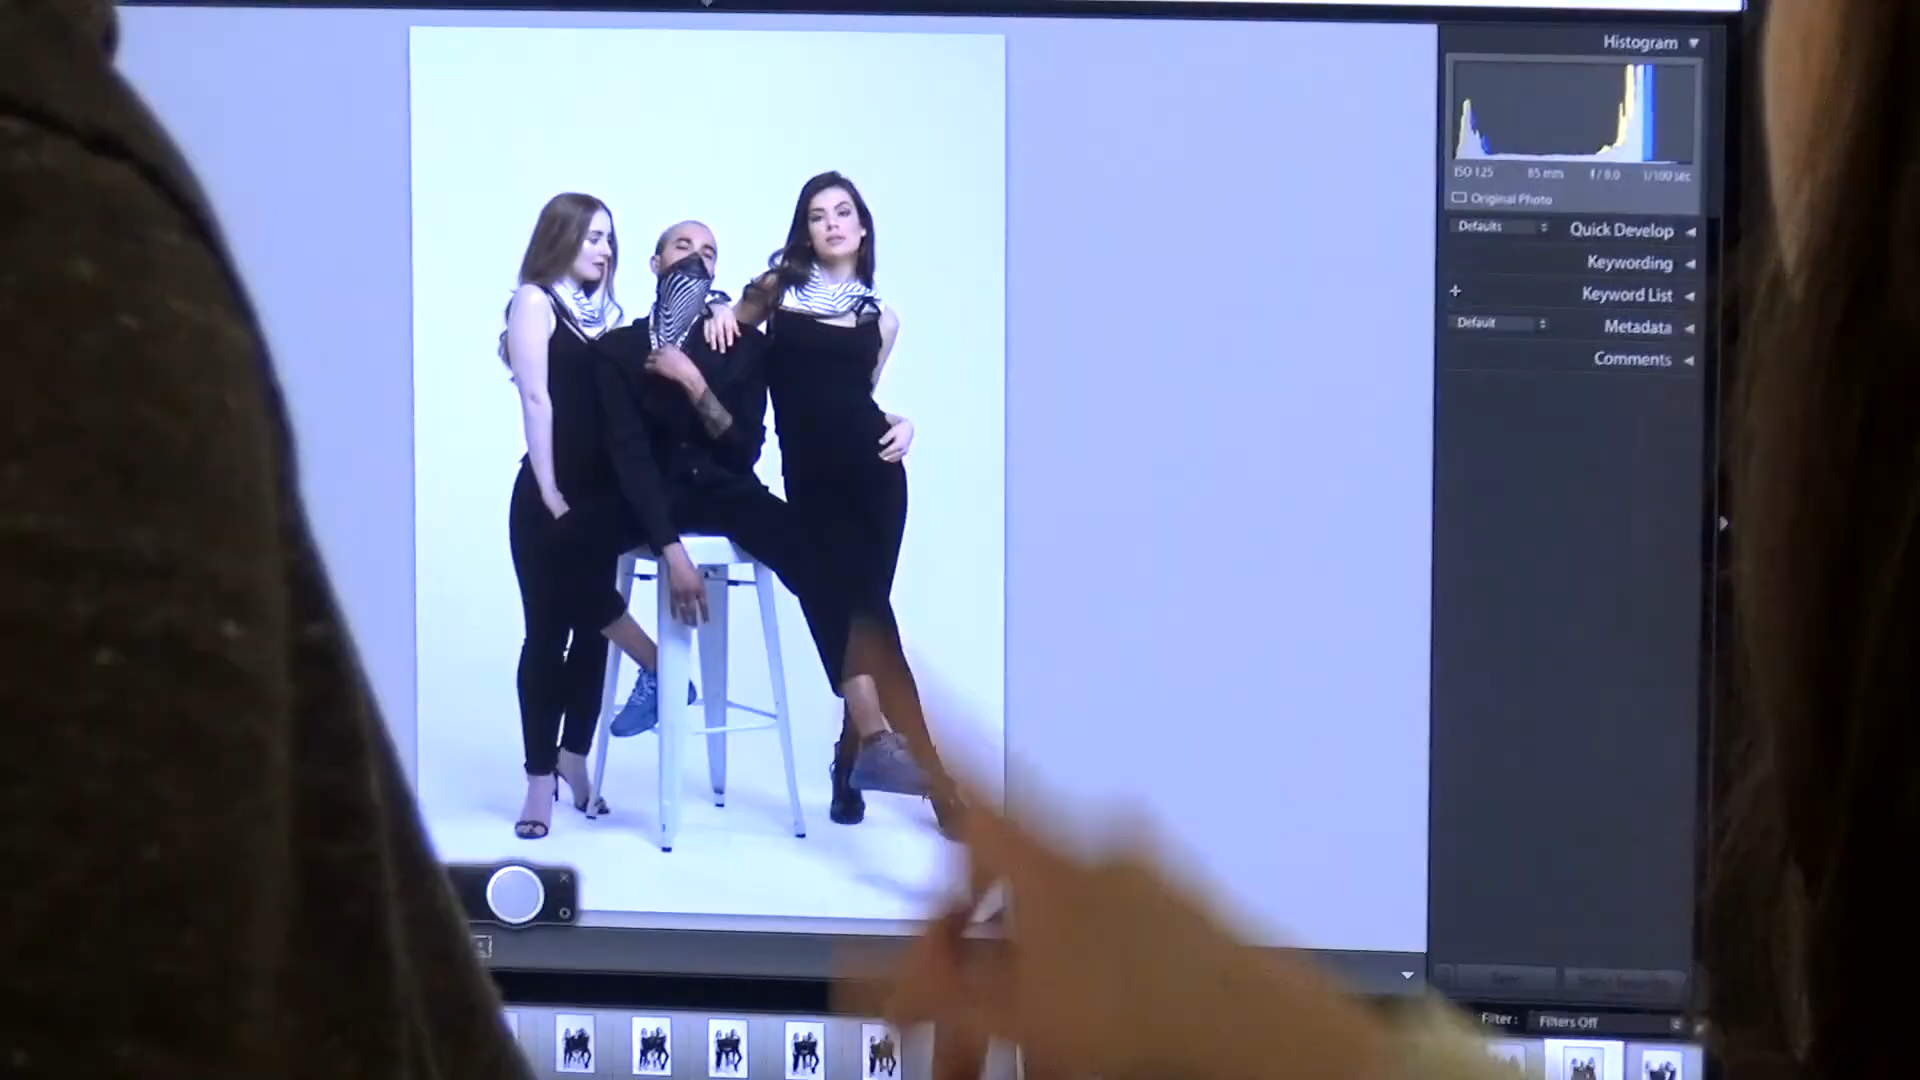 Histogram
ISO 125 85 mm f / 8.0 1/100 sec
Original Photo
Defaults Quick Develop
Keywording
+ Keyword List
Default Metadata
Comments
Filter : Filters Off